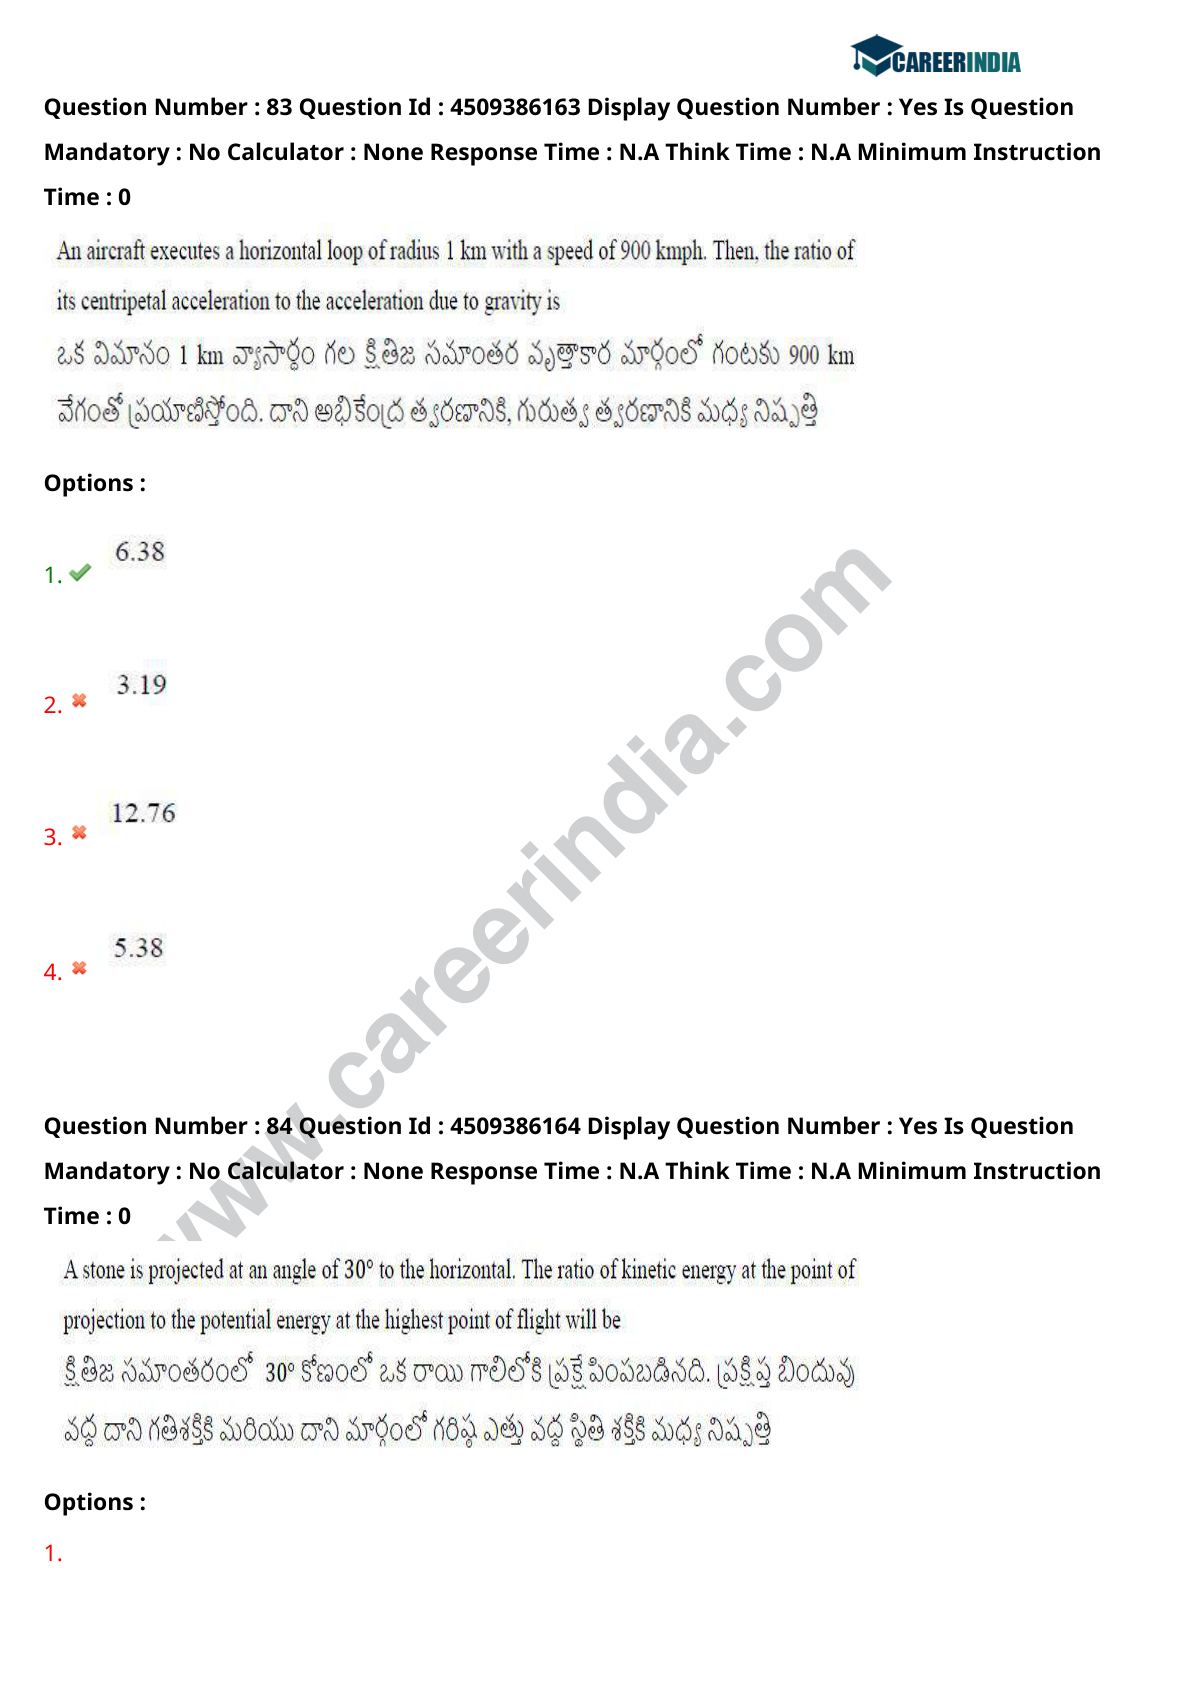 CAREERINDIA
Question Number : 83 Question Id : 4509386163 Display Question Number : Yes Is Question
Mandatory : No Calculator : None Response Time : N.A Think Time : N.A Minimum Instruction
Time : 0
An aircraft executes a horizontal loop of radius 1 km with a speed of 900 kmph. Then, the ratio of
its centripetal acceleration to the acceleration due to gravity is
ఒక విమానం 1 km వ్యాసార్ధం గల క్షితిజ సమాంతర వృత్తాకార మార్గంలో గంటకు 900 km
వేగంతో ప్రయాణిస్తోంది. దాని అభికేంద్ర త్వరణానికి, గురుత్వ త్వరణానికి మధ్య నిష్పత్తి
Options :
1. 6.38
2. 3.19
3. 12.76
4. 5.38
www.careerindia.com
Question Number : 84 Question Id : 4509386164 Display Question Number : Yes Is Question
Mandatory : No Calculator : None Response Time : N.A Think Time : N.A Minimum Instruction
Time : 0
A stone is projected at an angle of 30° to the horizontal. The ratio of kinetic energy at the point of
projection to the potential energy at the highest point of flight will be
క్షితిజ సమాంతరంలో 30° కోణంలో ఒక రాయి గాలిలోకి ప్రక్షేపింపబడినది. ప్రక్షిప్త బిందువు
వద్ద దాని గతిశక్తికి మరియు దాని మార్గంలో గరిష్ఠ ఎత్తు వద్ద స్థితి శక్తికి మధ్య నిష్పత్తి
Options :
1.